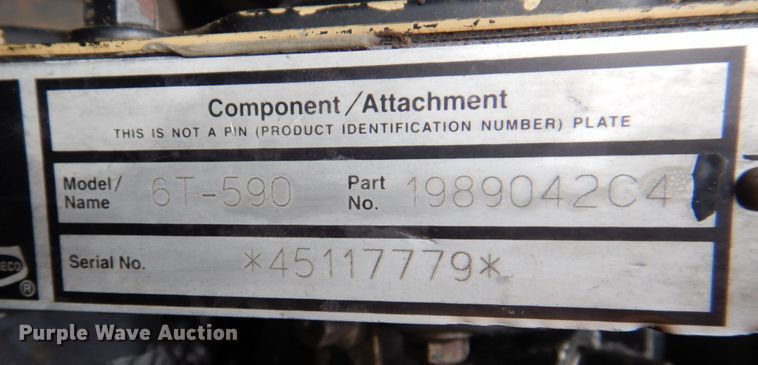 Component/Attachment
THIS IS NOT A PIN (PRODUCT IDENTIFICATION NUMBER) PLATE
Model/Name 6T-590 Part No. 1989042C4
Serial No. *45117779*
®
Purple Wave Auction